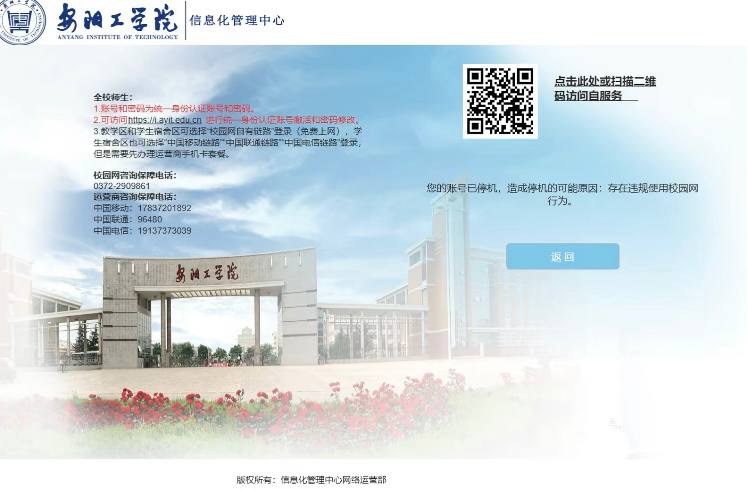 安阳工学院
ANYANG INSTITUTE OF TECHNOLOGY
信息化管理中心
全校师生：
1.账号和密码为统一身份认证账号和密码。
2.可访问https://i.ayit.edu.cn 进行统一身份认证账号激活和密码修改。
3.教学区和学生宿舍区可选择"校园网自有链路"登录（免费上网），学
生宿舍区也可选择"中国移动链路""中国联通链路""中国电信链路"登录,
但是需要先办理运营商手机卡套餐。
校园网咨询保障电话：
0372-2909861
运营商咨询保障电话：
中国移动：17837201892
中国联通：96480
中国电信：19137373039
点击此处或扫描二维
码访问自服务
您的账号已停机，造成停机的可能原因：存在违规使用校园网
行为。
返 回
安阳工学院
版权所有：信息化管理中心网络运营部